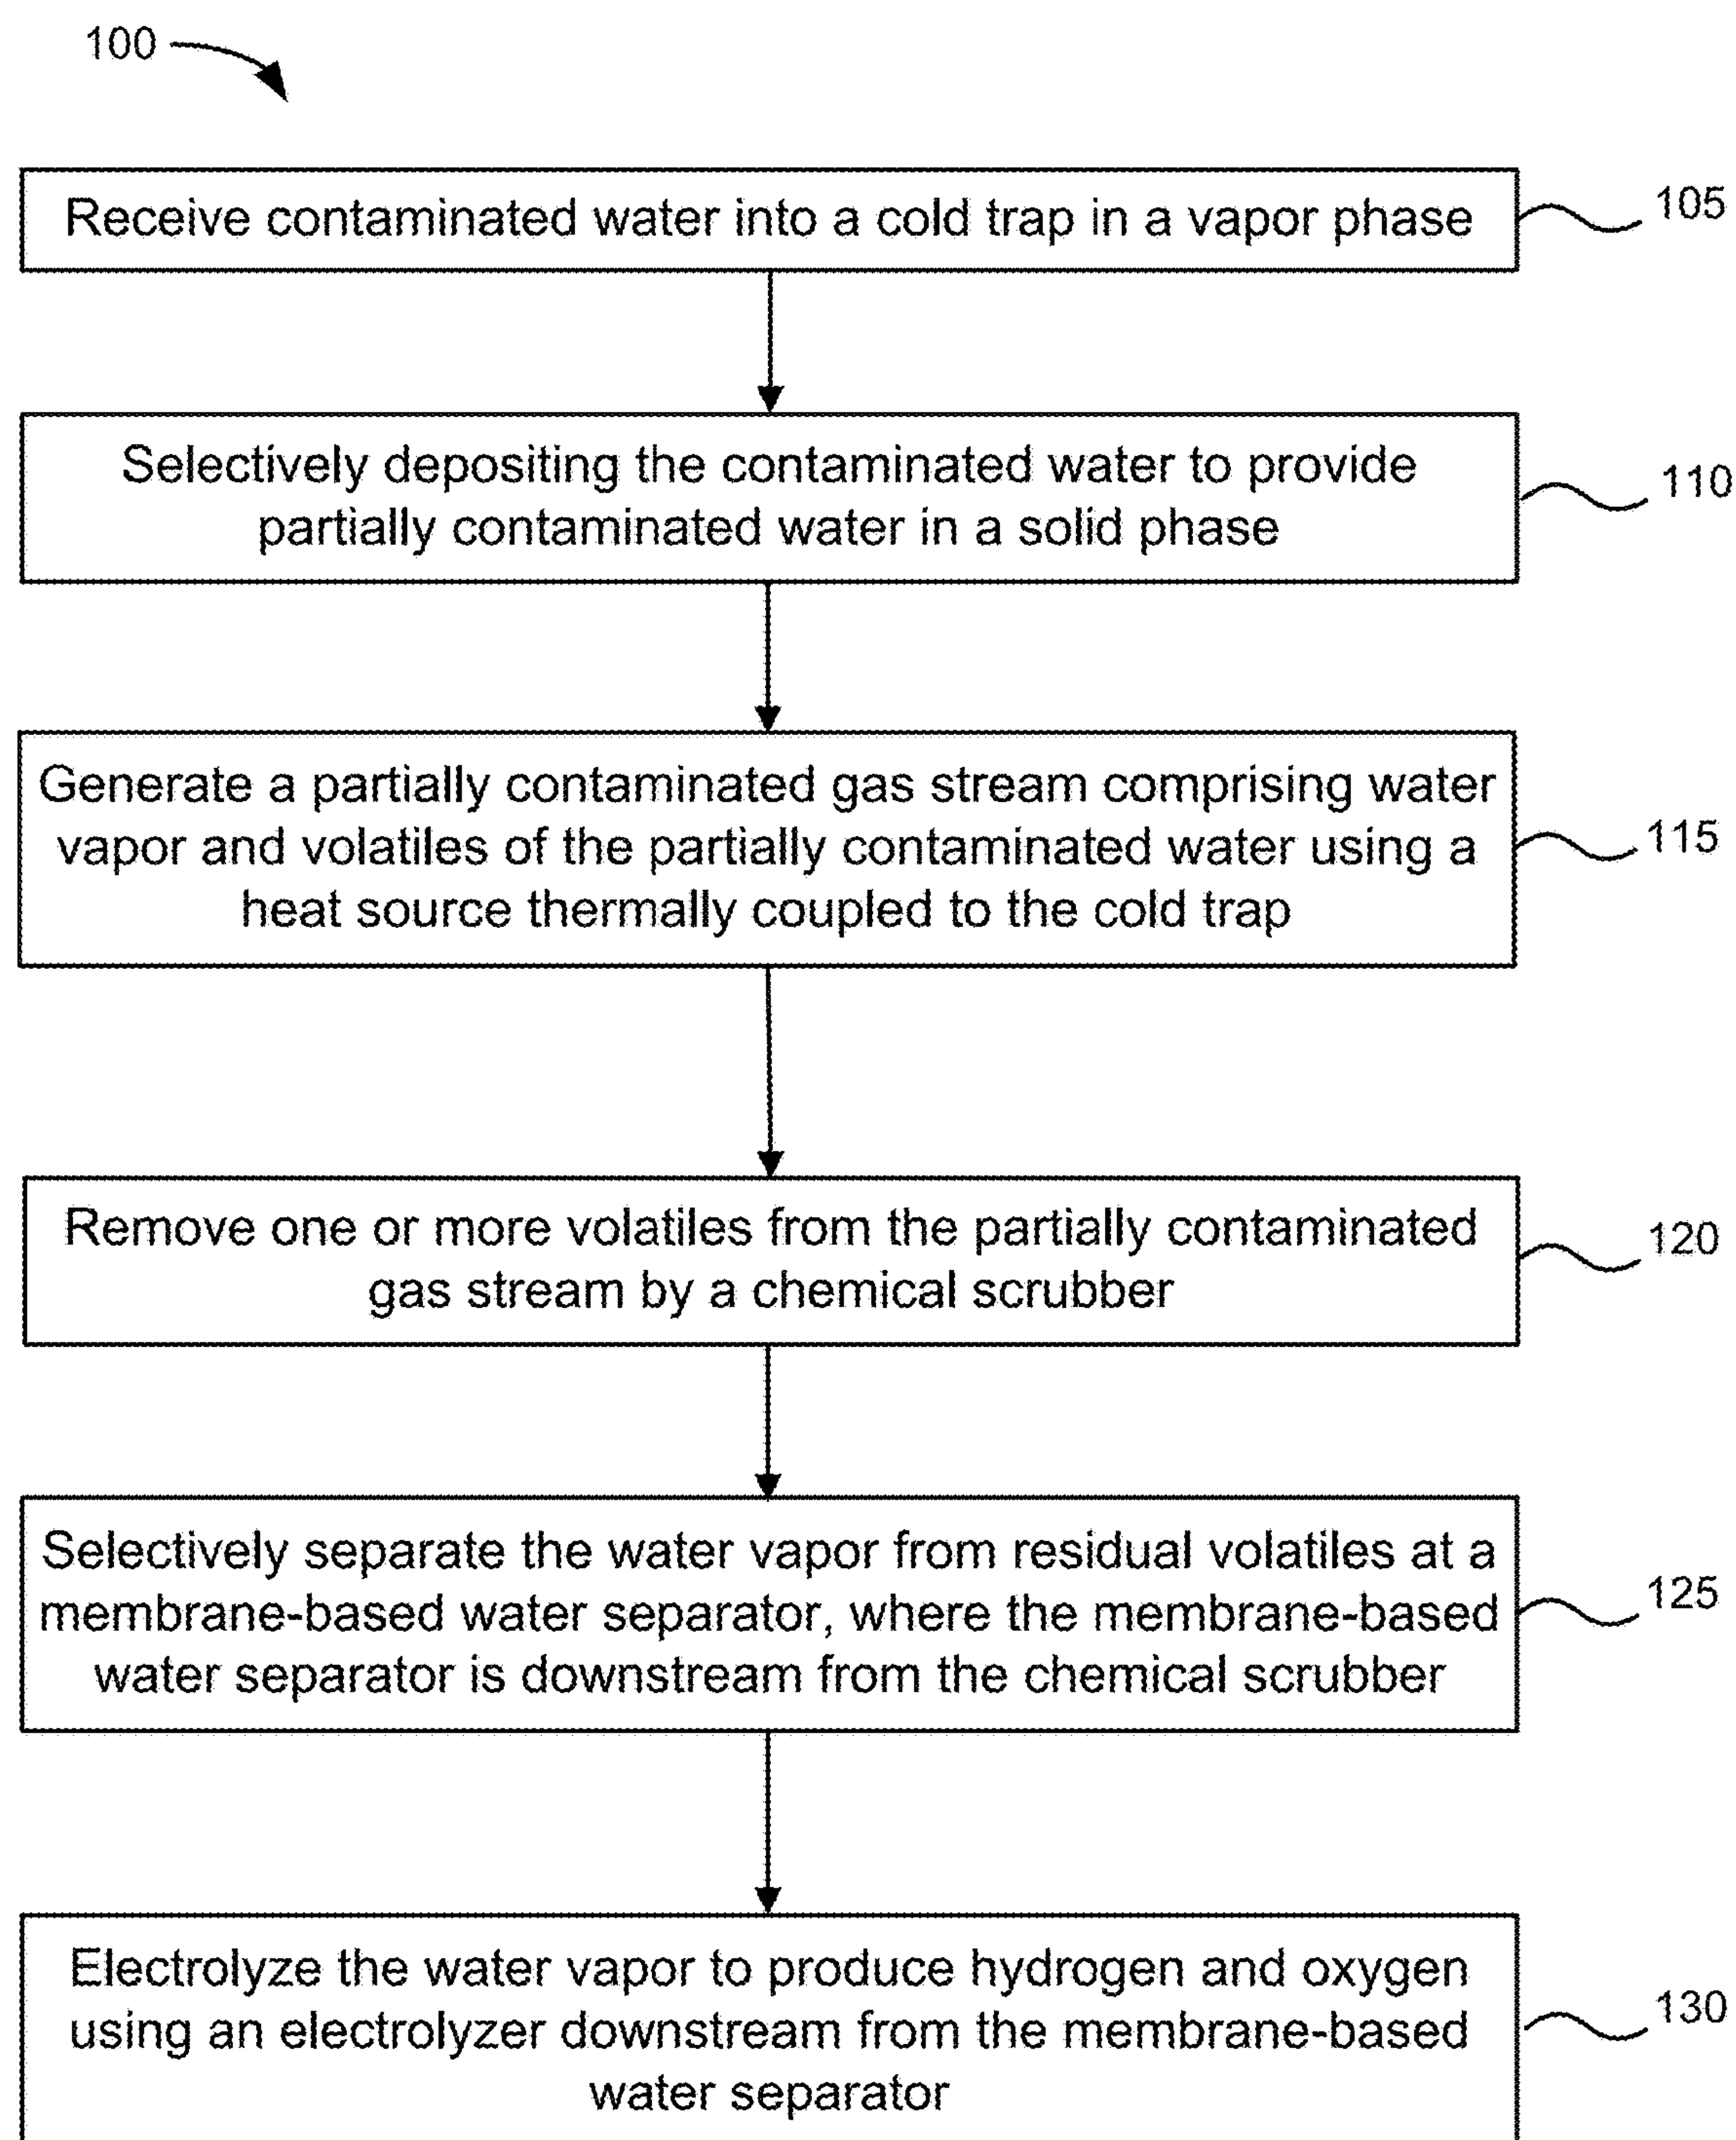 100
Receive contaminated water into a cold trap in a vapor phase
105
Selectively depositing the contaminated water to provide
partially contaminated water in a solid phase
110
Generate a partially contaminated gas stream comprising water
vapor and volatiles of the partially contaminated water using a
heat source thermally coupled to the cold trap
115
Remove one or more volatiles from the partially contaminated
gas stream by a chemical scrubber
120
Selectively separate the water vapor from residual volatiles at a
membrane-based water separator, where the membrane-based
water separator is downstream from the chemical scrubber
125
Electrolyze the water vapor to produce hydrogen and oxygen
using an electrolyzer downstream from the membrane-based
water separator
130